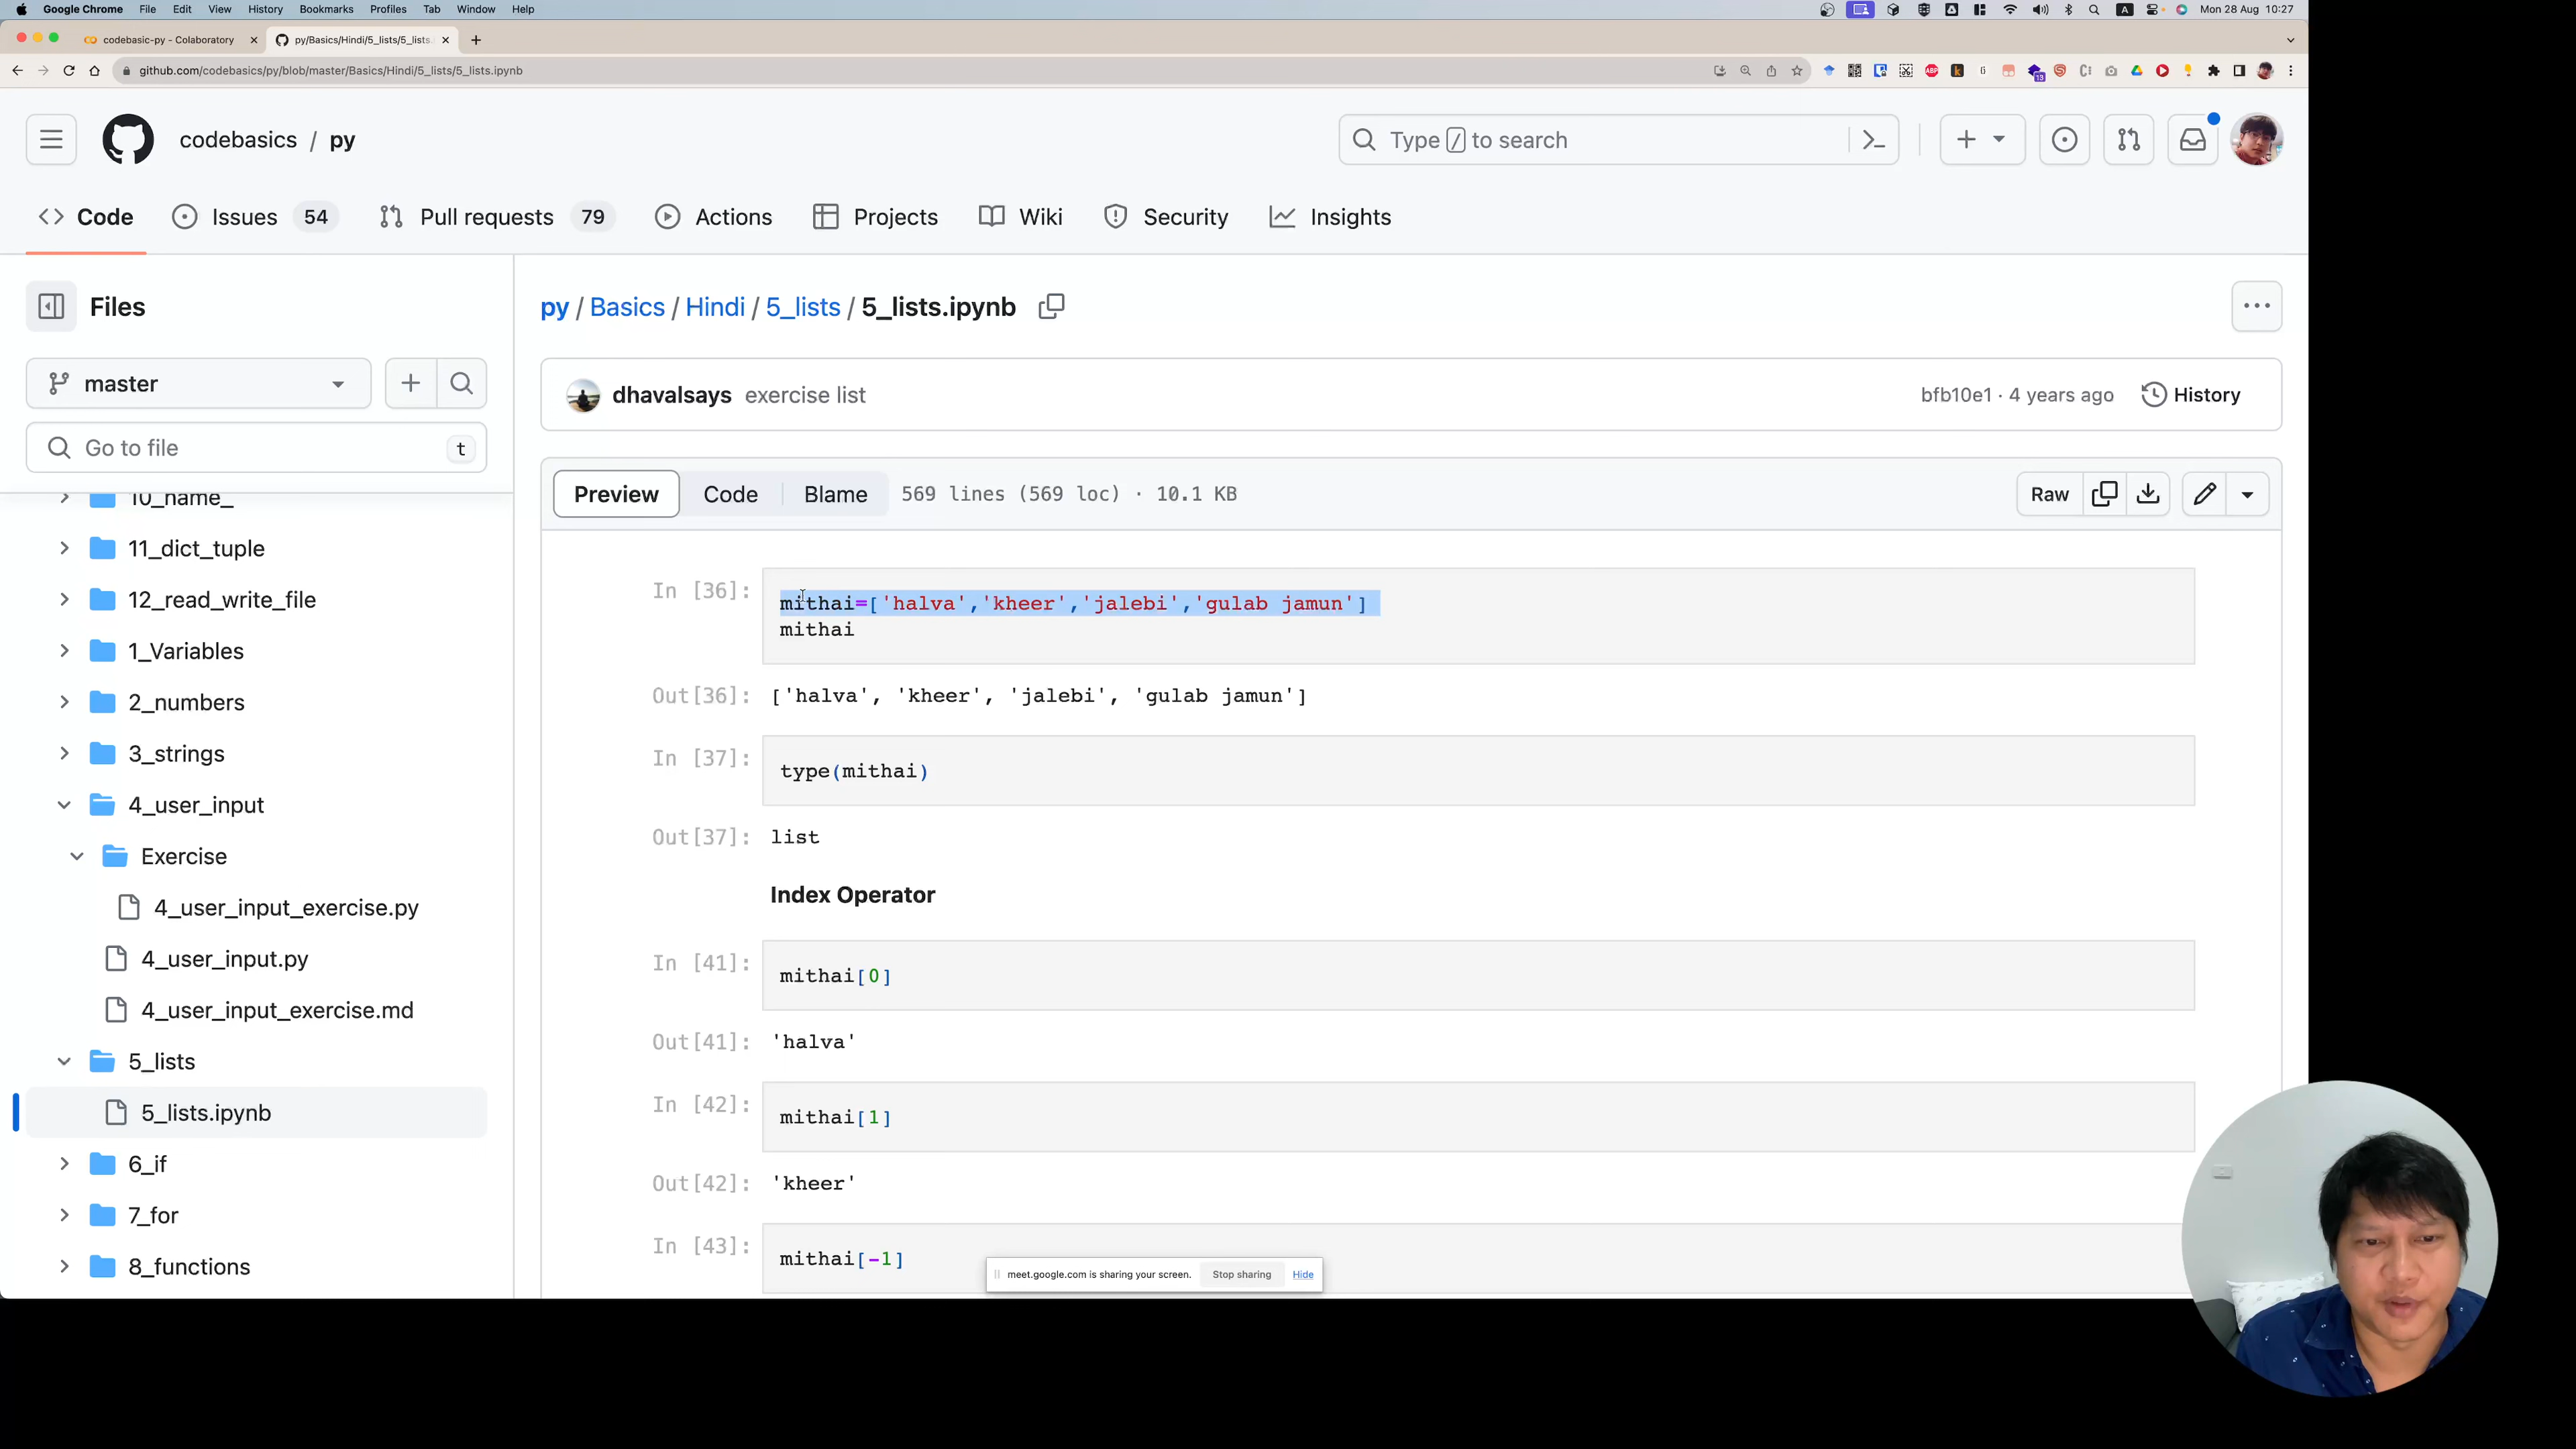 Google Chrome File Edit View History Bookmarks Profiles Tab Window Help
A Mon 28 Aug 10:27
codebasic-py - Colaboratory
py/Basics/Hindi/5_lists/5_lists.
github.com/codebasics/py/blob/master/Basics/Hindi/5_lists/5_lists.ipynb
ABP
13
codebasics / py
Type / to search
Code
Issues 54
Pull requests 79
Actions
Projects
Wiki
Security
Insights
Files
py / Basics / Hindi / 5_lists / 5_lists.ipynb
master
dhavalsays exercise list
bfb10e1 · 4 years ago
History
Go to file
t
Preview
Code
Blame
569 lines (569 loc) · 10.1 KB
Raw
10_name_
11_dict_tuple
12_read_write_file
1_Variables
2_numbers
3_strings
4_user_input
Exercise
4_user_input_exercise.py
4_user_input.py
4_user_input_exercise.md
5_lists
5_lists.ipynb
6_if
7_for
8_functions
In [36]:
mithai=['halva','kheer','jalebi','gulab jamun']
mithai
Out[36]: ['halva', 'kheer', 'jalebi', 'gulab jamun']
In [37]:
type(mithai)
Out[37]: list
Index Operator
In [41]:
mithai[0]
Out[41]: 'halva'
In [42]:
mithai[1]
Out[42]: 'kheer'
In [43]:
mithai[-1]
meet.google.com is sharing your screen. Stop sharing Hide